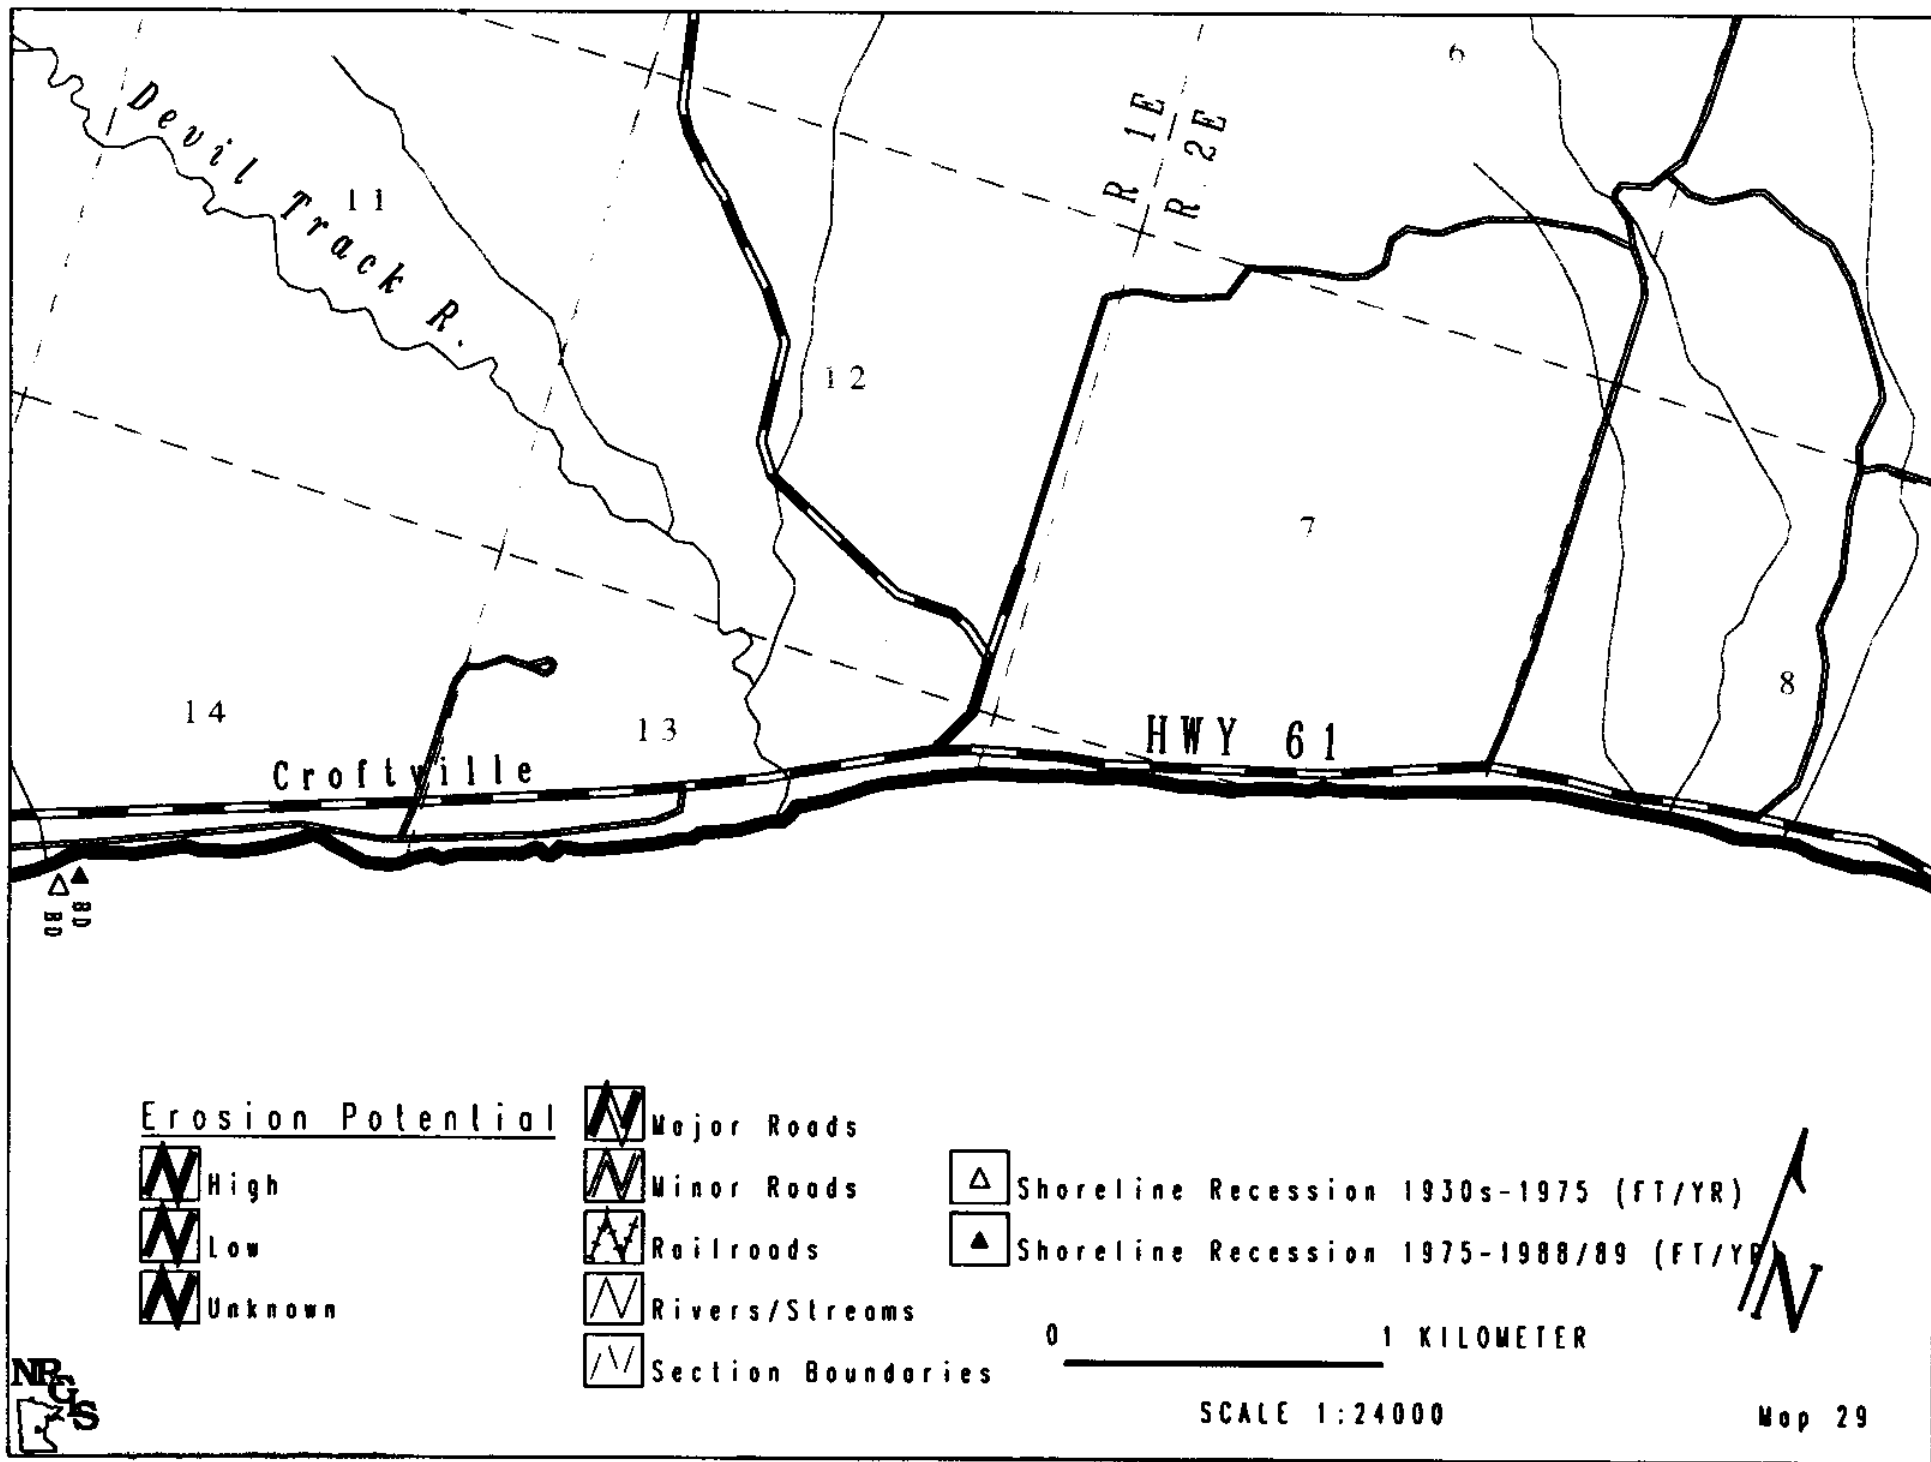 6
R 1E
R 2E
Devil Track R.
11
12
7
8
14
13
HWY 61
Croftville
BD
BD
Erosion Potential
High
Low
Unknown
Major Roads
Minor Roads
Railroads
Rivers/Streams
Section Boundaries
Shoreline Recession 1930s-1975 (FT/YR)
Shoreline Recession 1975-1988/89 (FT/YR)
N
0 1 KILOMETER
SCALE 1:24000
Map 29
NRGIS